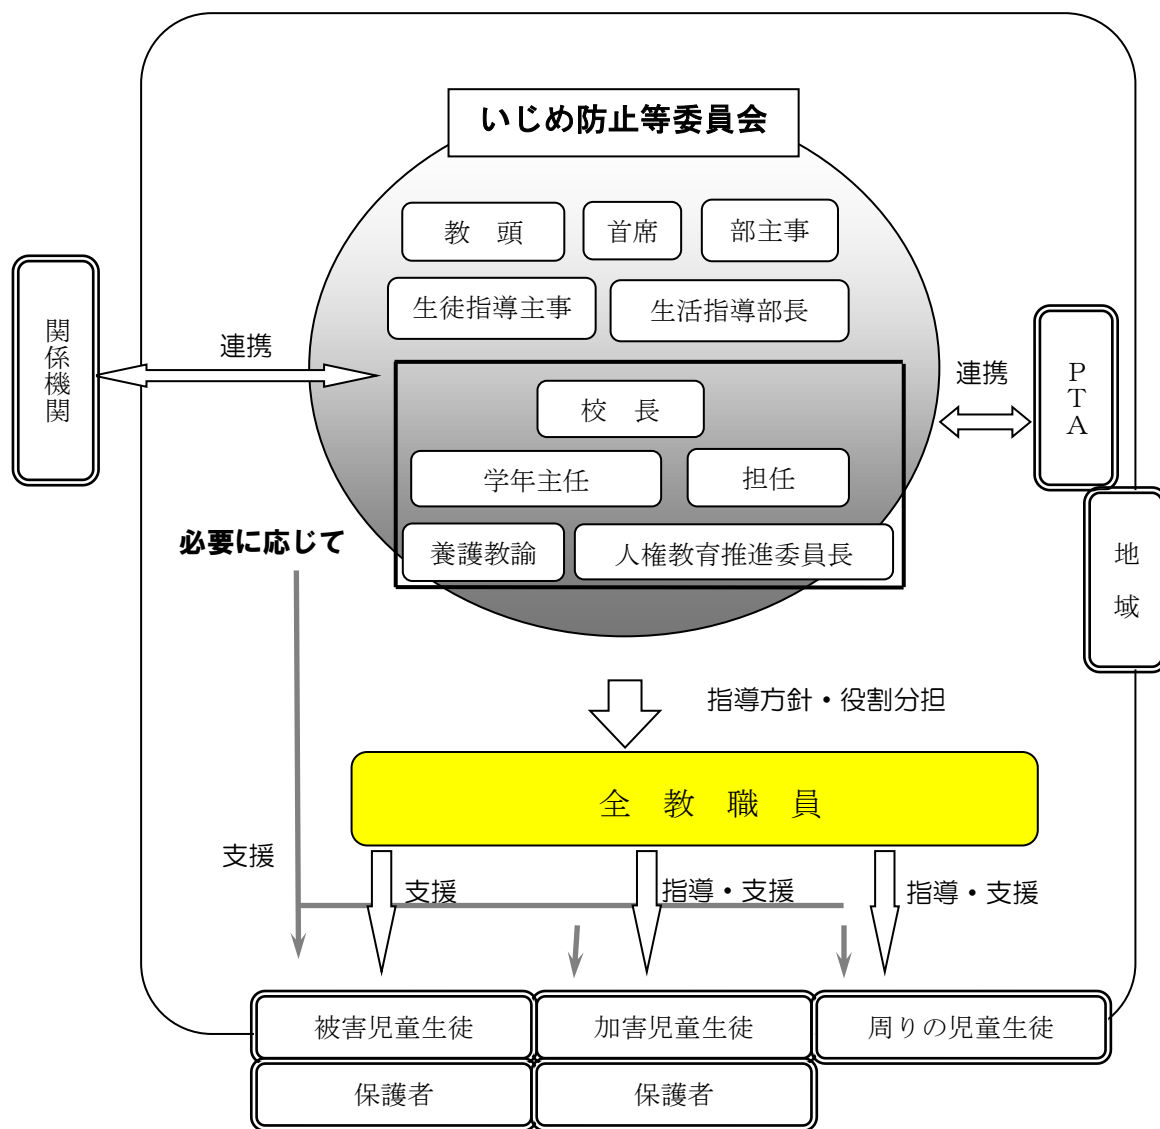 いじめ防止等委員会
教　頭
首席
部主事
生徒指導主事
生活指導部長
関係機関
連携
連携
PTA
校　長
学年主任
担任
必要に応じて
養護教諭
人権教育推進委員長
地域
指導方針・役割分担
全　教　職　員
支援
支援
指導・支援
指導・支援
被害児童生徒
加害児童生徒
周りの児童生徒
保護者
保護者